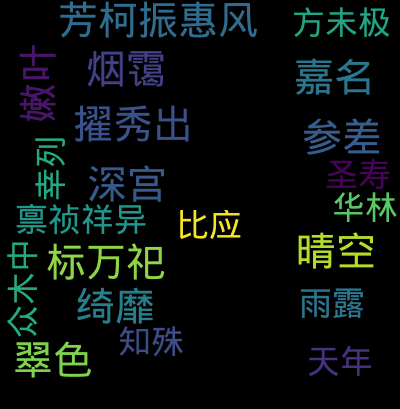 芳柯振惠风
方未极
嫩叶
烟霭
嘉名
擢秀出
参差
幸列
深宫
圣寿
华林
禀祯祥异
比应
众木中
标万祀
晴空
绮靡
雨露
知殊
翠色
天年